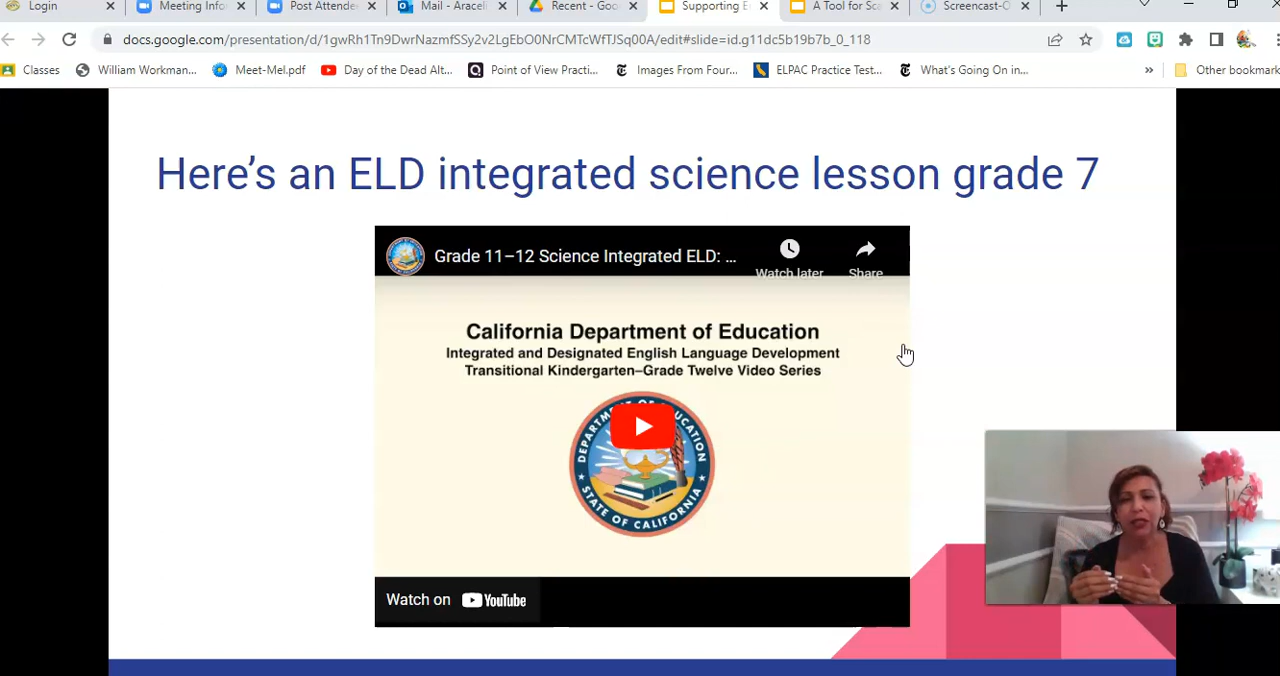 Login
Meeting Info
Post Attende
Mail - Araceli
Recent - Goo
Supporting E
A Tool for Sca
Screencast-O
docs.google.com/presentation/d/1gwRh1Tn9DwrNazmfSSy2v2LgEbO0NrCMTcWfTJSq00A/edit#slide=id.g11dc5b19b7b_0_118
Classes
William Workman...
Meet-Mel.pdf
Day of the Dead Alt...
Point of View Practi...
Images From Four...
ELPAC Practice Test...
What's Going On in...
»
Other bookmark
Here's an ELD integrated science lesson grade 7
Grade 11–12 Science Integrated ELD: ...
Watch later
Share
California Department of Education
Integrated and Designated English Language Development
Transitional Kindergarten–Grade Twelve Video Series
DEPARTMENT OF EDUCATION
STATE OF CALIFORNIA
Watch on YouTube